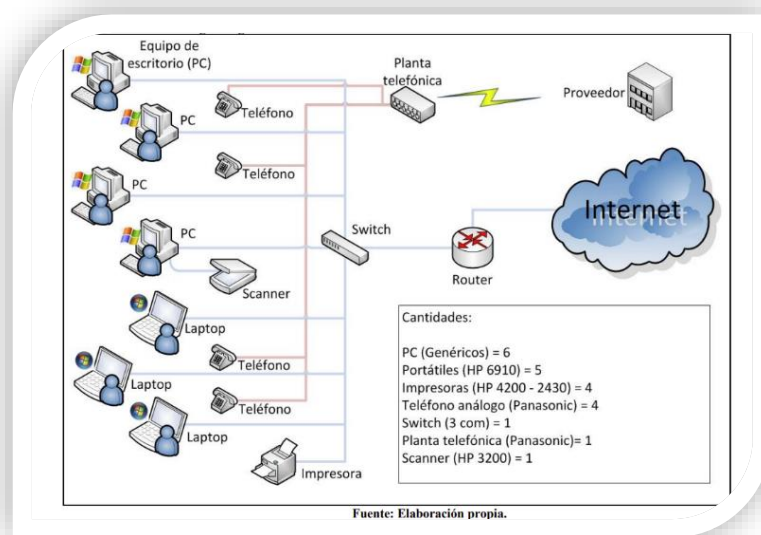 Equipo de
escritorio (PC)
Planta
telefónica
Proveedor
Teléfono
PC
Teléfono
PC
PC
Switch
Internet
Router
Scanner
Laptop
Teléfono
Laptop
Teléfono
Laptop
Impresora
Cantidades:
PC (Genéricos) = 6
Portátiles (HP 6910) = 5
Impresoras (HP 4200 - 2430) = 4
Teléfono análogo (Panasonic) = 4
Switch (3 com) = 1
Planta telefónica (Panasonic)= 1
Scanner (HP 3200) = 1
Fuente: Elaboración propia.